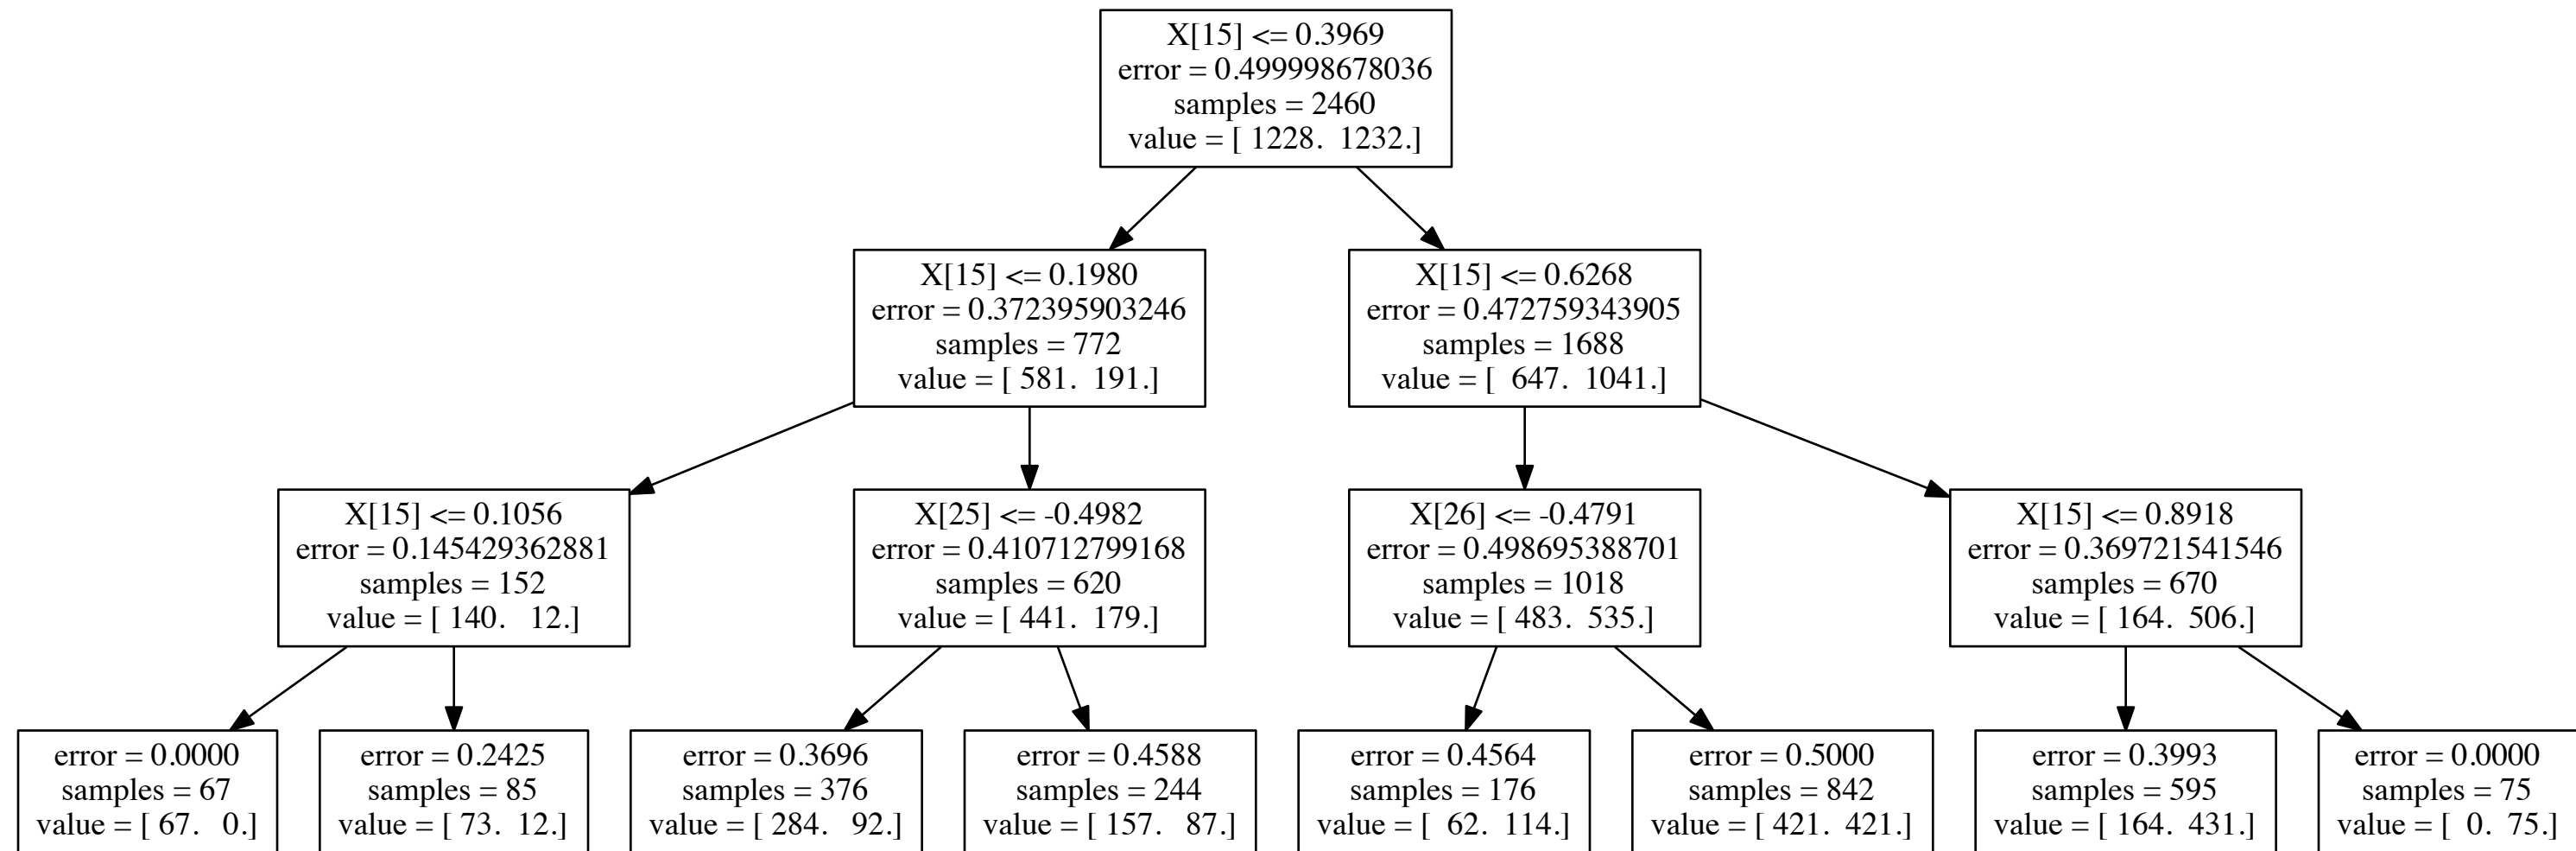 X[15] <= 0.3969
error = 0.499998678036
samples = 2460
value = [ 1228.  1232.]
X[15] <= 0.1980
error = 0.372395903246
samples = 772
value = [ 581.  191.]
X[15] <= 0.6268
error = 0.472759343905
samples = 1688
value = [  647.  1041.]
X[15] <= 0.1056
error = 0.145429362881
samples = 152
value = [ 140.   12.]
X[25] <= -0.4982
error = 0.410712799168
samples = 620
value = [ 441.  179.]
X[26] <= -0.4791
error = 0.498695388701
samples = 1018
value = [ 483.  535.]
X[15] <= 0.8918
error = 0.369721541546
samples = 670
value = [ 164.  506.]
error = 0.0000
samples = 67
value = [ 67.   0.]
error = 0.2425
samples = 85
value = [ 73.  12.]
error = 0.3696
samples = 376
value = [ 284.   92.]
error = 0.4588
samples = 244
value = [ 157.   87.]
error = 0.4564
samples = 176
value = [  62.  114.]
error = 0.5000
samples = 842
value = [ 421.  421.]
error = 0.3993
samples = 595
value = [ 164.  431.]
error = 0.0000
samples = 75
value = [  0.  75.]